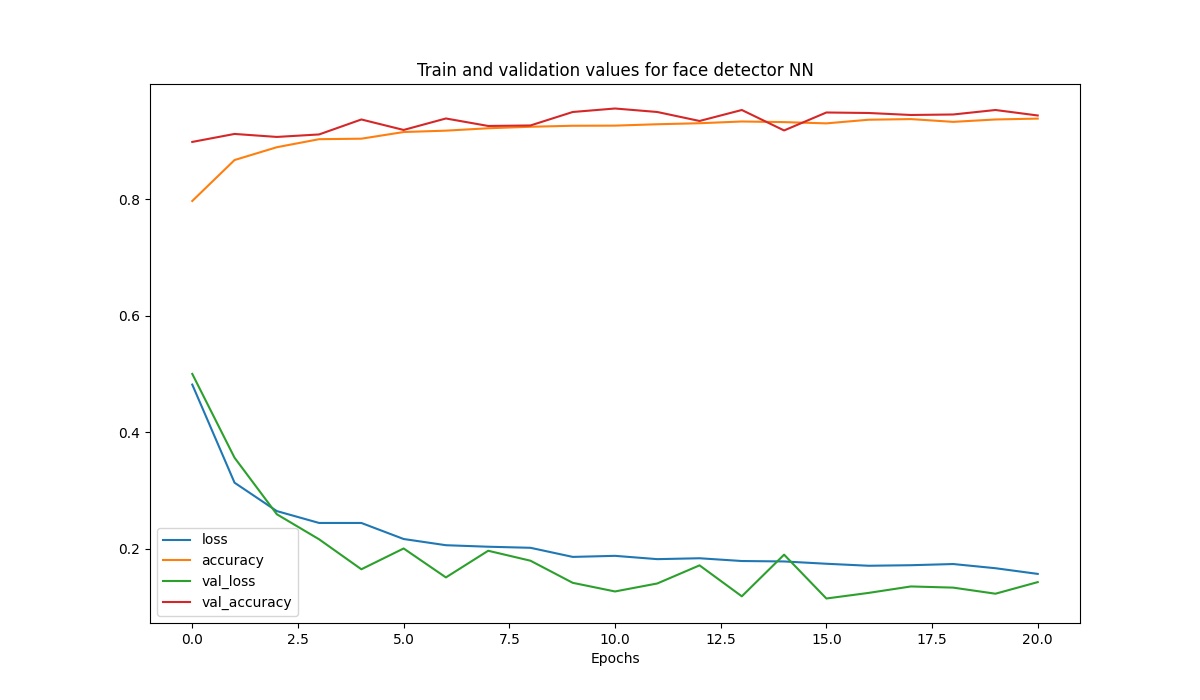 Train and validation values for face detector NN
0.8
0.6
0.4
0.2
loss
accuracy
val_loss
val_accuracy
0.0 2.5 5.0 7.5 10.0 12.5 15.0 17.5 20.0
Epochs